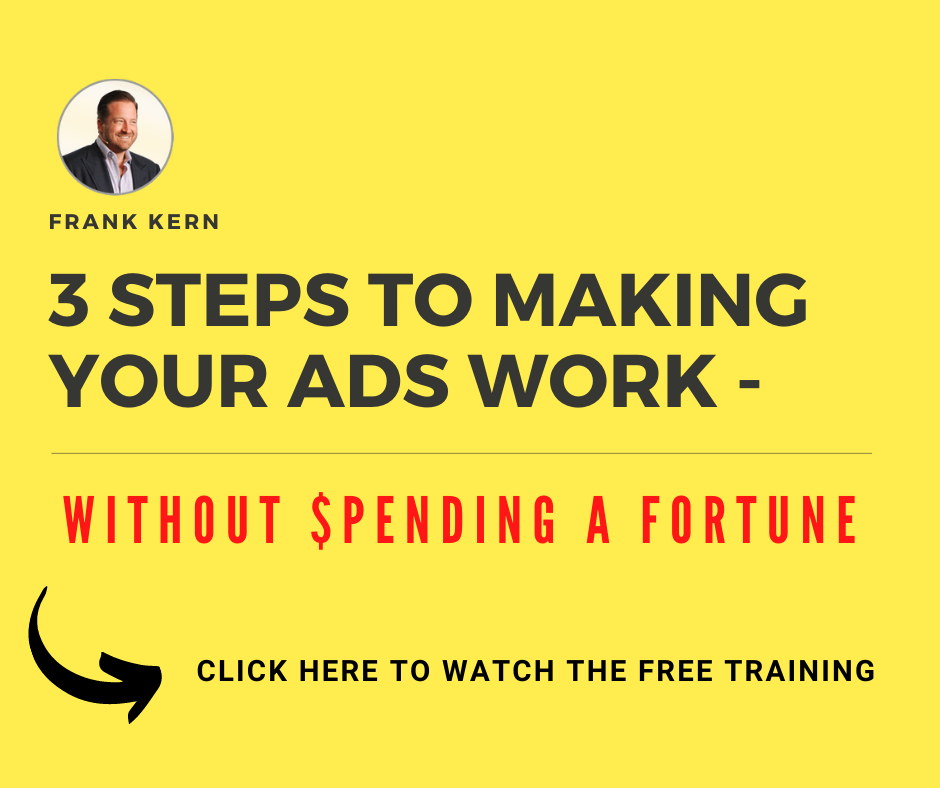 FRANK KERN
3 STEPS TO MAKING
YOUR ADS WORK -
WITHOUT $PENDING A FORTUNE
CLICK HERE TO WATCH THE FREE TRAINING